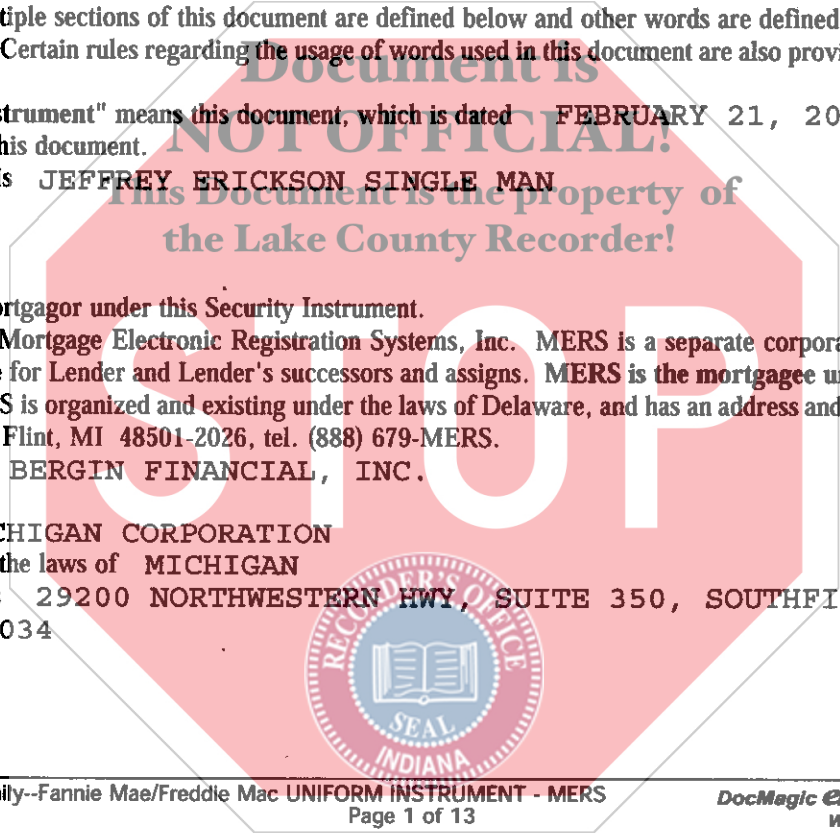 tiple sections of this document are defined below and other words are defined
Certain rules regarding the usage of words used in this document are also provi
Document is
strument" means this document, which is dated FEBRUARY 21, 20
NOT OFFICIAL!
his document.
is JEFFREY ERICKSON SINGLE MAN
This Document is the property of
the Lake County Recorder!
ortgagor under this Security Instrument.
Mortgage Electronic Registration Systems, Inc. MERS is a separate corpora
e for Lender and Lender's successors and assigns. MERS is the mortgagee u
S is organized and existing under the laws of Delaware, and has an address and
Flint, MI 48501-2026, tel. (888) 679-MERS.
STOP
BERGIN FINANCIAL, INC.
CHIGAN CORPORATION
the laws of MICHIGAN
29200 NORTHWESTERN HWY, SUITE 350, SOUTHFI
034
RECORDER'S OFFICE
SEAL
INDIANA
ily--Fannie Mae/Freddie Mac UNIFORM INSTRUMENT - MERS
DocMagic
Page 1 of 13